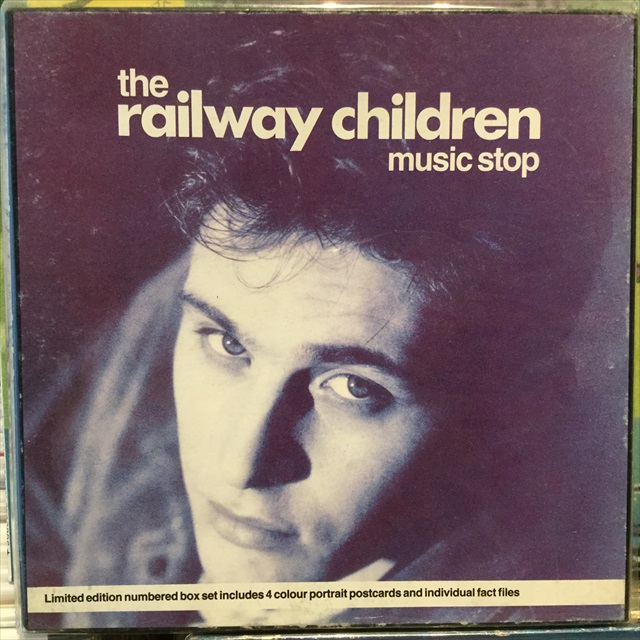 the
railway children
music stop
Limited edition numbered box set includes 4 colour portrait postcards and individual fact files